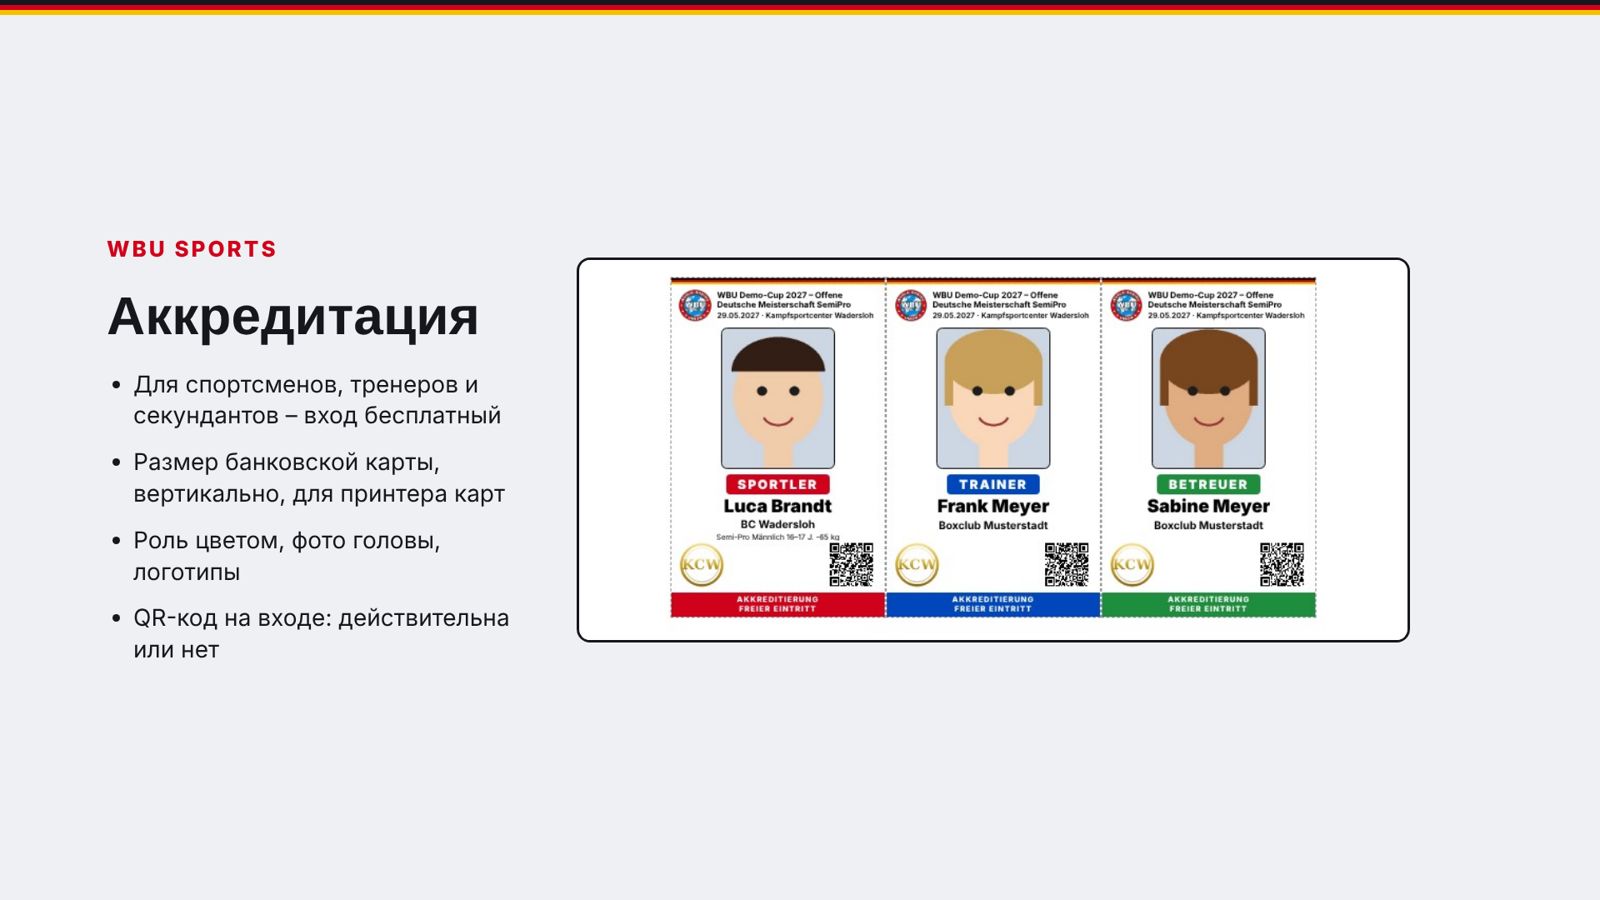 WBU SPORTS
Аккредитация
• Для спортсменов, тренеров и
секундантов – вход бесплатный
• Размер банковской карты,
вертикально, для принтера карт
• Роль цветом, фото головы,
логотипы
• QR-код на входе: действительна
или нет
WBU Demo-Cup 2027 – Offene
Deutsche Meisterschaft SemiPro
29.05.2027 · Kampfsportcenter Wadersloh
SPORTLER
Luca Brandt
BC Wadersloh
Semi-Pro Männlich 16–17 J. -65 kg
KCW
AKKREDITIERUNG
FREIER EINTRITT
WBU Demo-Cup 2027 – Offene
Deutsche Meisterschaft SemiPro
29.05.2027 · Kampfsportcenter Wadersloh
TRAINER
Frank Meyer
Boxclub Musterstadt
KCW
AKKREDITIERUNG
FREIER EINTRITT
WBU Demo-Cup 2027 – Offene
Deutsche Meisterschaft SemiPro
29.05.2027 · Kampfsportcenter Wadersloh
BETREUER
Sabine Meyer
Boxclub Musterstadt
KCW
AKKREDITIERUNG
FREIER EINTRITT